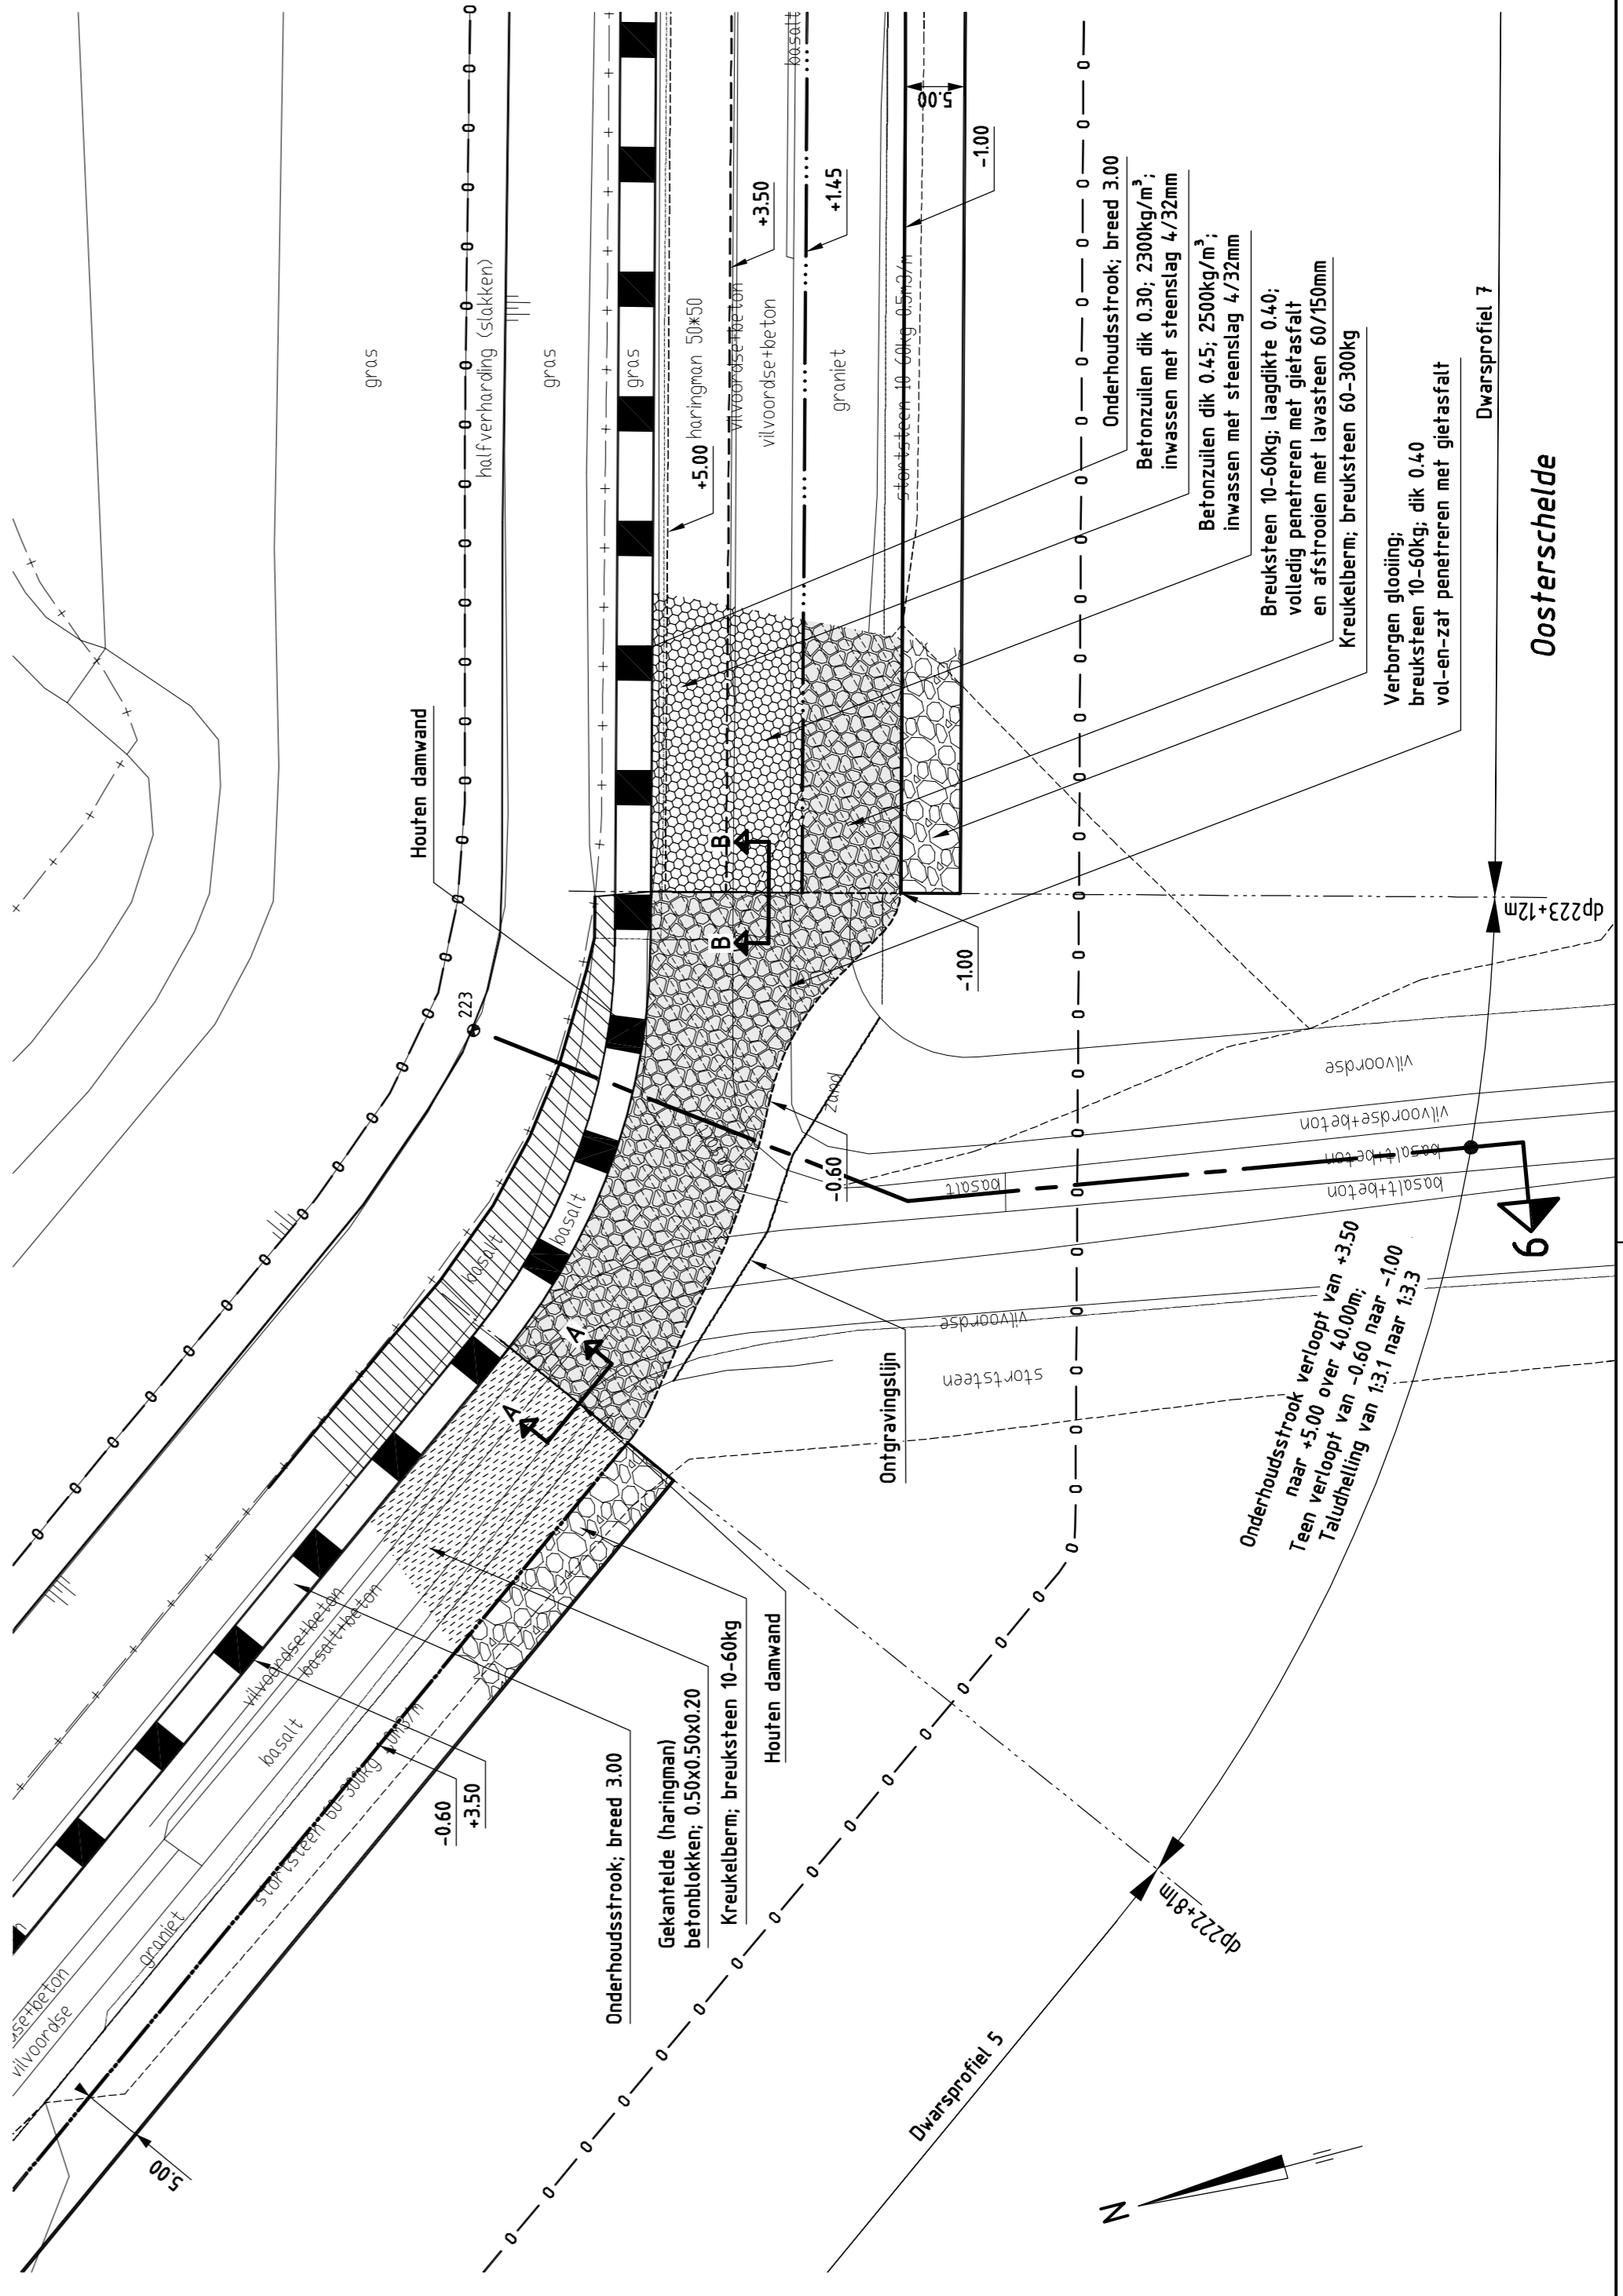 gras
halfverharding (slakken)
gras
gras
Houten damwand
223
+5.00
haringman 50*50
vilvoordse+beton
vilvoordse+beton
+3.50
basalt
+1.45
graniet
stortsteen 10-60kg 0.5m3/m
5.00
-1.00
Onderhoudsstrook; breed 3.00
Betonzuilen dik 0.30; 2300kg/m³;
inwassen met steenslag 4/32mm
Betonzuilen dik 0.45; 2500kg/m³;
inwassen met steenslag 4/32mm
Breuksteen 10-60kg; laagdikte 0.40;
volledig penetreren met gietasfalt
en afstrooien met lavasteen 60/150mm
Kreukelberm; breuksteen 60-300kg
Verborgen glooiing;
breuksteen 10-60kg; dik 0.40
vol-en-zat penetreren met gietasfalt
Dwarsprofiel 7
Oosterschelde
B
B
-1.00
dp223+12m
zand
-0.60
basalt
basalt
basalt
vilvoordse
vilvoordse+beton
basalt+beton
basalt+beton
vilvoordse
stortsteen
6
A
A
Ontgravingslijn
Onderhoudsstrook verloopt van +3.50
naar +5.00 over 40.00m;
Teen verloopt van -0.60 naar -1.00
Taludhelling van 1:3.1 naar 1:3.3
vilvoordse+beton
basalt+beton
basalt
stortsteen 60-300kg
-0.60
+3.50
graniet
vilvoordse
5.00
Onderhoudsstrook; breed 3.00
Gekantelde (haringman)
betonblokken; 0.50x0.50x0.20
Kreukelberm; breuksteen 10-60kg
Houten damwand
dp222+81m
Dwarsprofiel 5
N